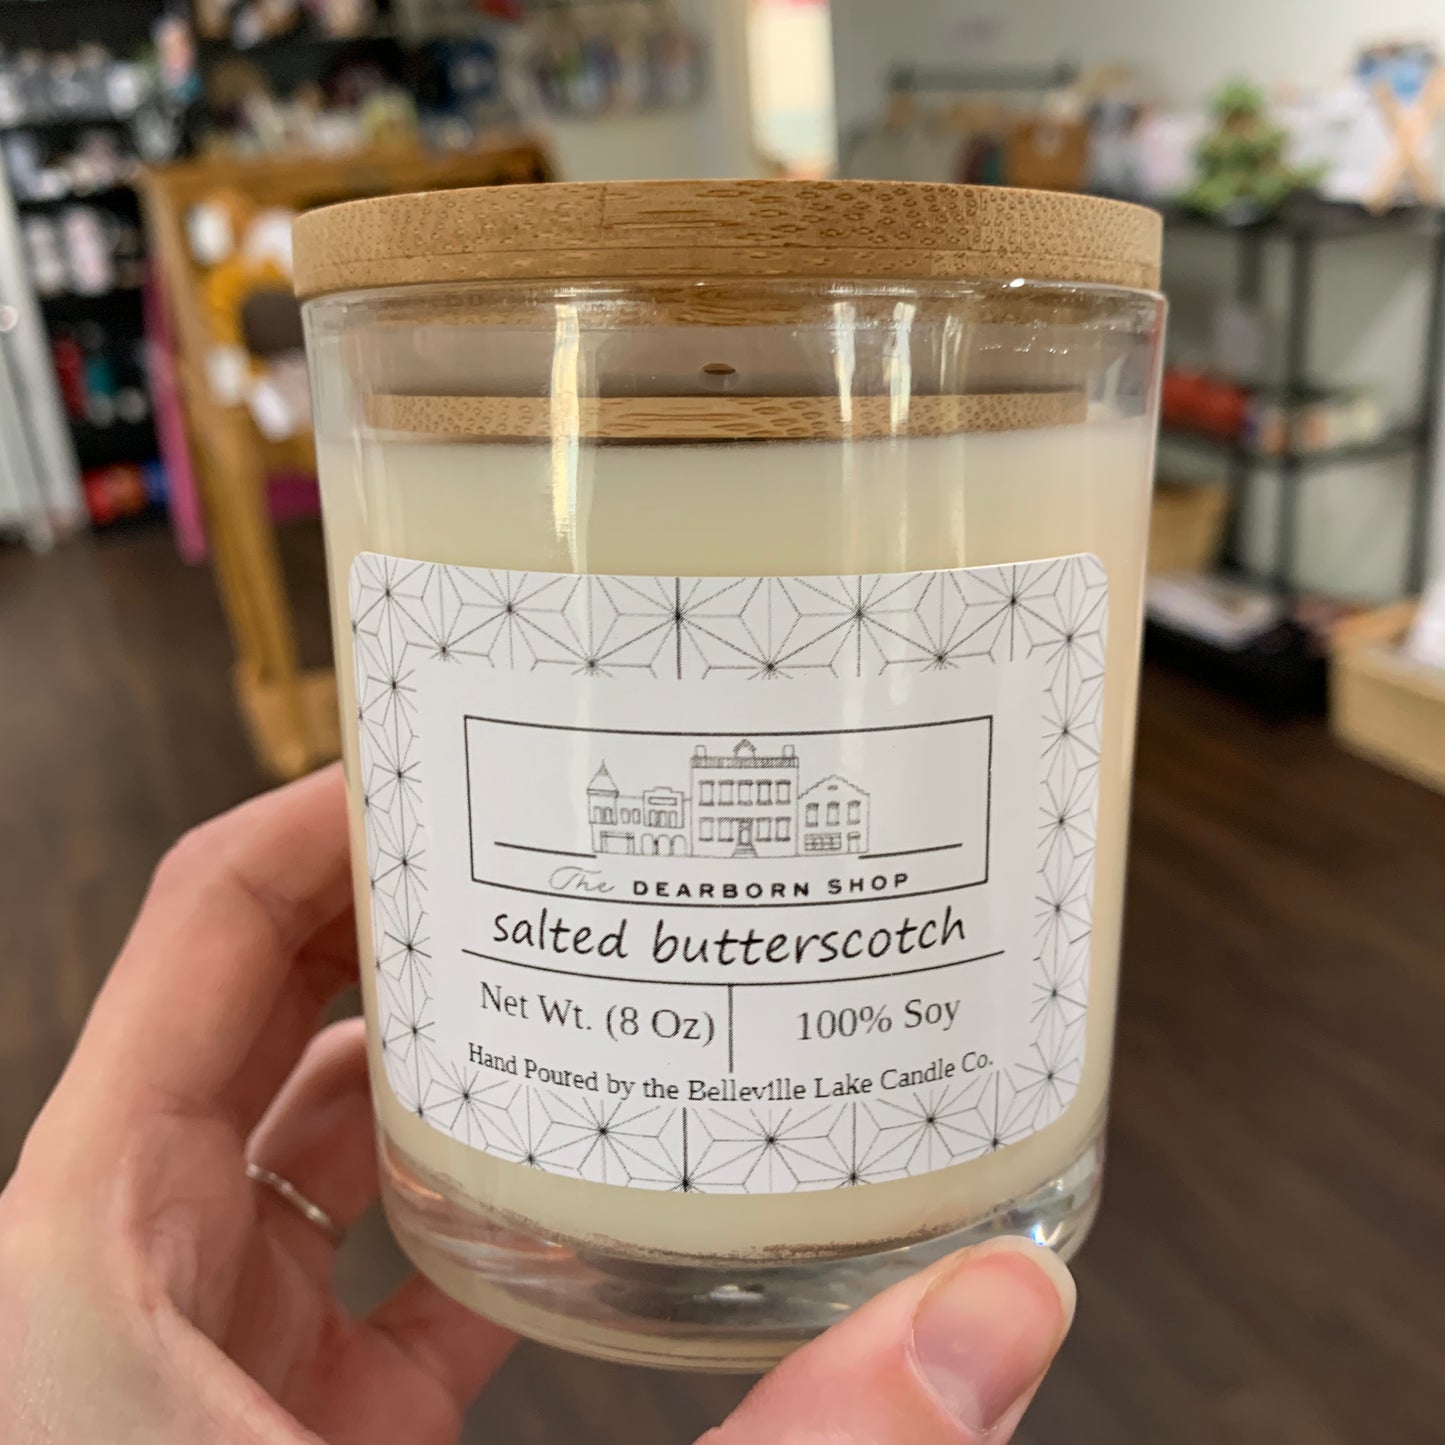 The DEARBORN SHOP
salted butterscotch
Net Wt. (8 Oz)
100% Soy
Hand Poured by the Belleville Lake Candle Co.